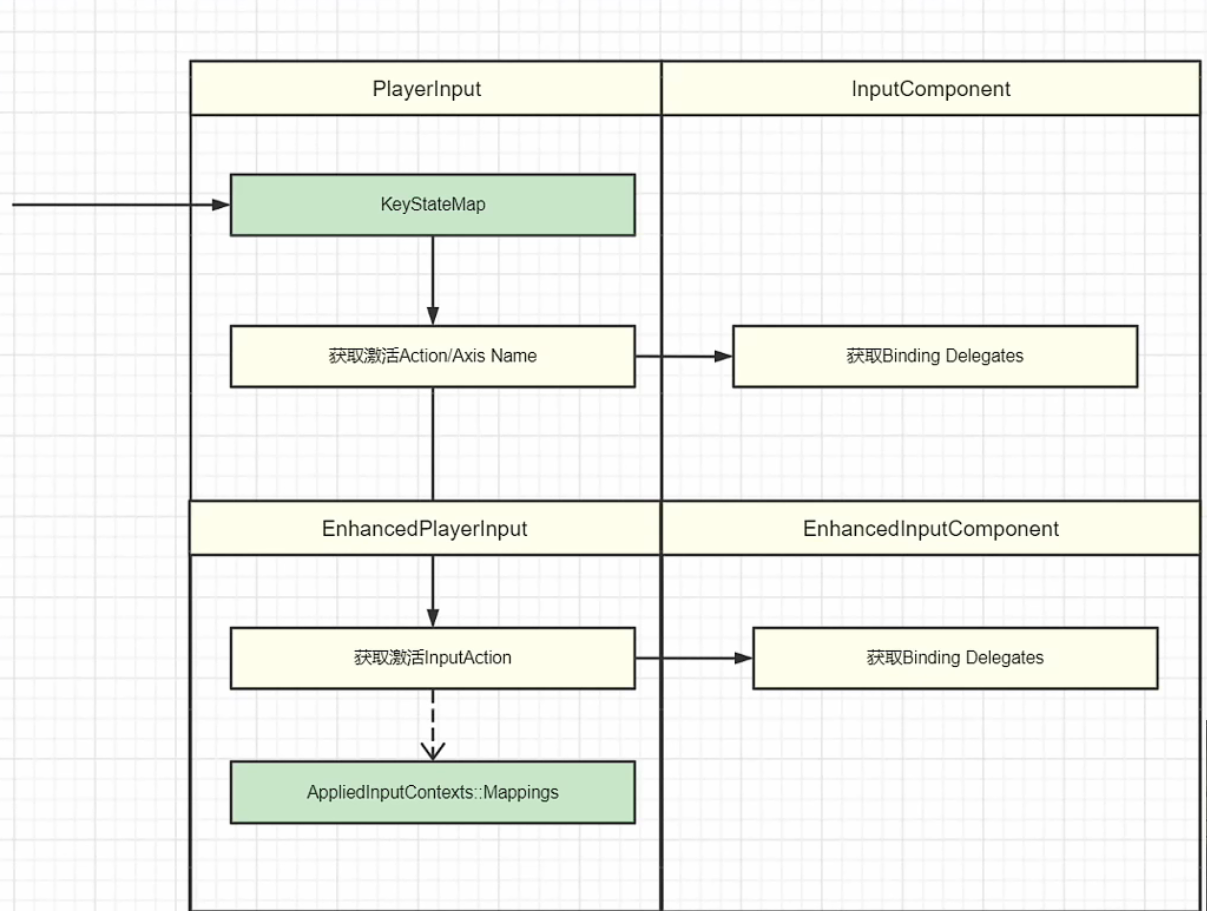 PlayerInput
InputComponent
KeyStateMap
获取激活Action/Axis Name
获取Binding Delegates
EnhancedPlayerInput
EnhancedInputComponent
获取激活InputAction
获取Binding Delegates
AppliedInputContexts::Mappings